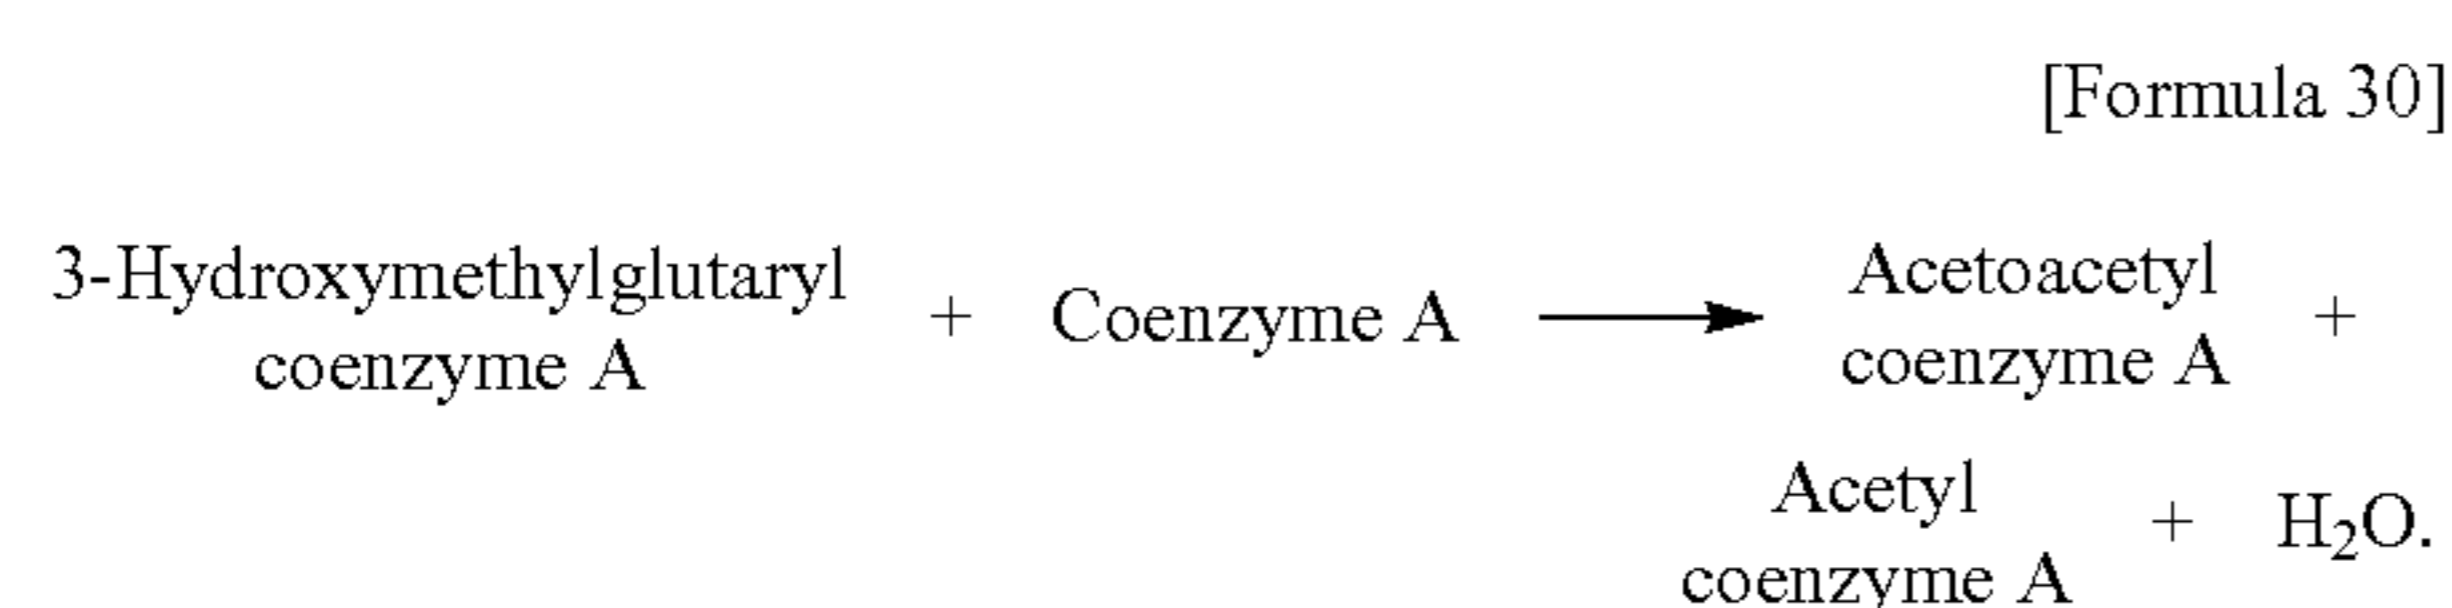 [Formula 30]
3-Hydroxymethylglutaryl coenzyme A + Coenzyme A ⟶ Acetoacetyl coenzyme A +
Acetyl coenzyme A + H₂O.